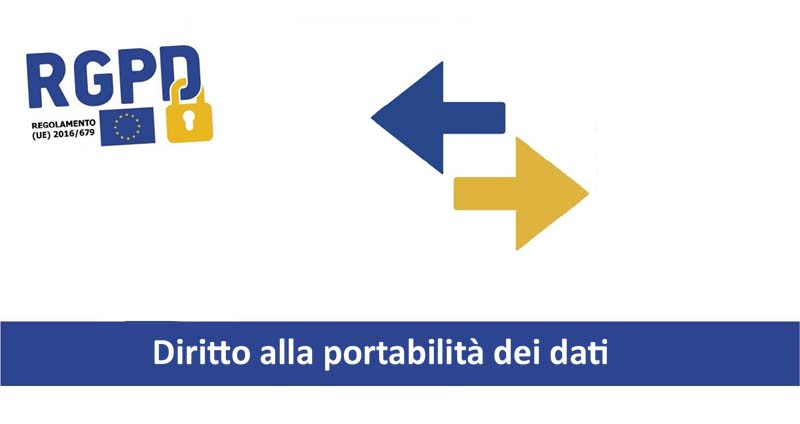 RGPD
REGOLAMENTO
(UE) 2016/679
Diritto alla portabilità dei dati